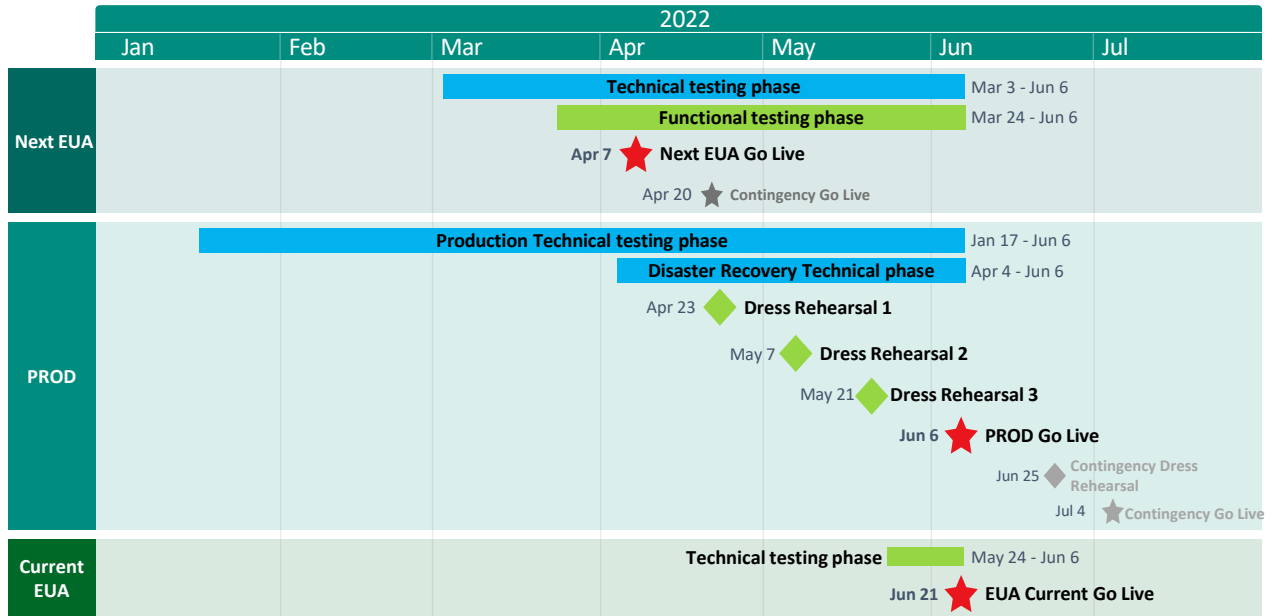 2022
Jan Feb Mar Apr May Jun Jul
Next EUA
Technical testing phase Mar 3 - Jun 6
Functional testing phase Mar 24 - Jun 6
Apr 7 Next EUA Go Live
Apr 20 Contingency Go Live
PROD
Production Technical testing phase Jan 17 - Jun 6
Disaster Recovery Technical phase Apr 4 - Jun 6
Apr 23 Dress Rehearsal 1
May 7 Dress Rehearsal 2
May 21 Dress Rehearsal 3
Jun 6 PROD Go Live
Jun 25 Contingency Dress
Rehearsal
Jul 4 Contingency Go Live
Current
EUA
Technical testing phase May 24 - Jun 6
Jun 21 EUA Current Go Live